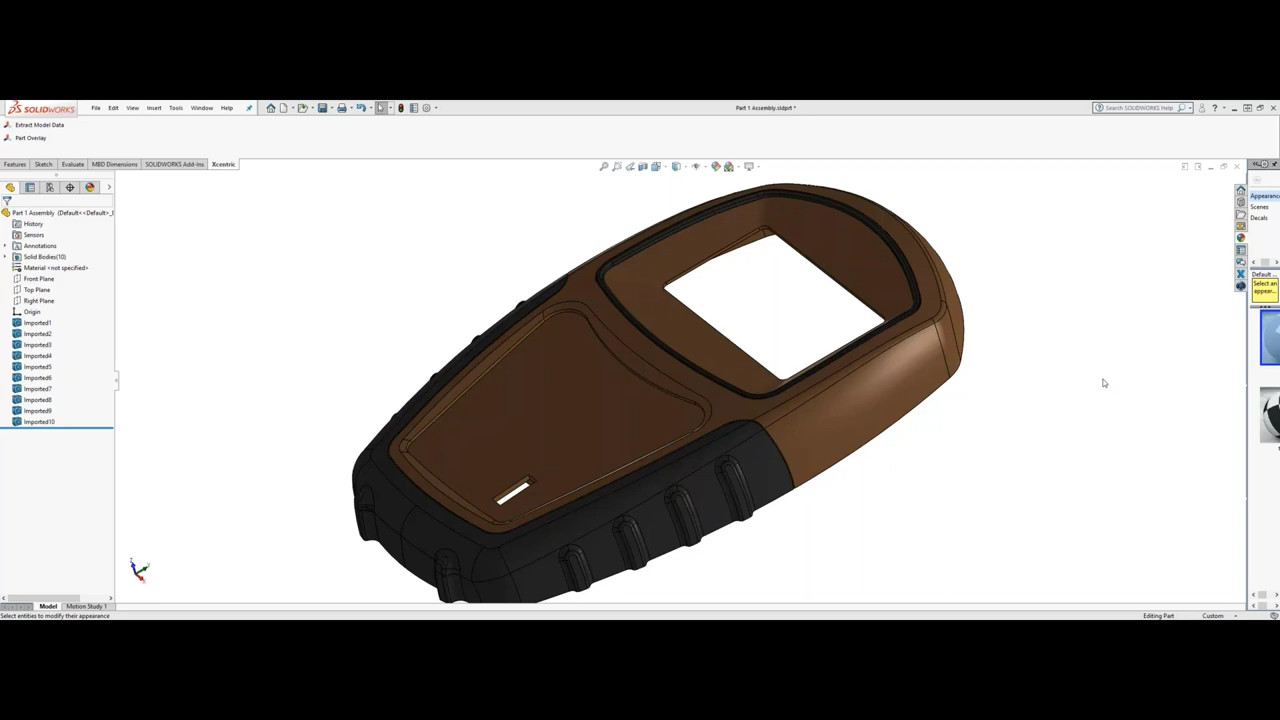 SOLIDWORKS File Edit View Insert Tools Window Help Part 1 Assembly.sldprt * Search SOLIDWORKS Help
Extract Model Data
Part Overlay
Features Sketch Evaluate MBD Dimensions SOLIDWORKS Add-Ins Xcentric
Part 1 Assembly (Default<<Default>_
History
Sensors
Annotations
Solid Bodies(10)
Material <not specified>
Front Plane
Top Plane
Right Plane
Origin
Imported1
Imported2
Imported3
Imported4
Imported5
Imported6
Imported7
Imported8
Imported9
Imported10
Appearanc
Scenes
Decals
Default ...
Select an
appear...
Model Motion Study 1
Select entities to modify their appearance Editing Part Custom